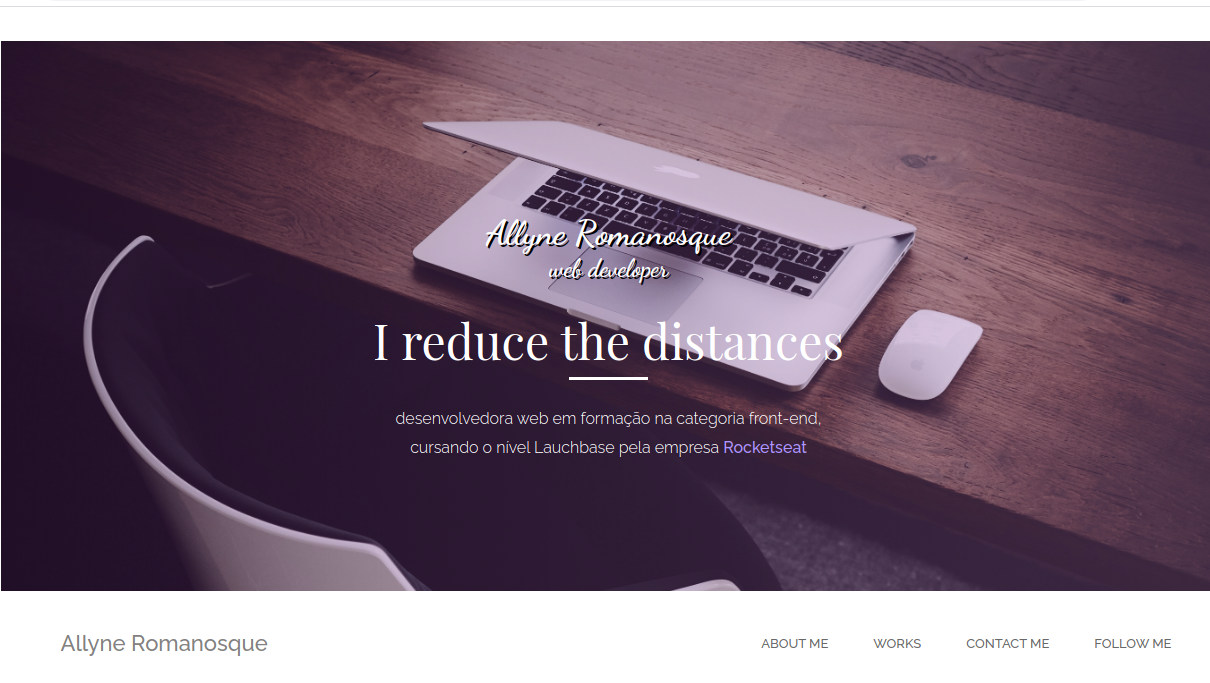 Allyne Romanosque
web developer
I reduce the distances
desenvolvedora web em formação na categoria front-end,
cursando o nível Lauchbase pela empresa Rocketseat
Allyne Romanosque
ABOUT ME
WORKS
CONTACT ME
FOLLOW ME